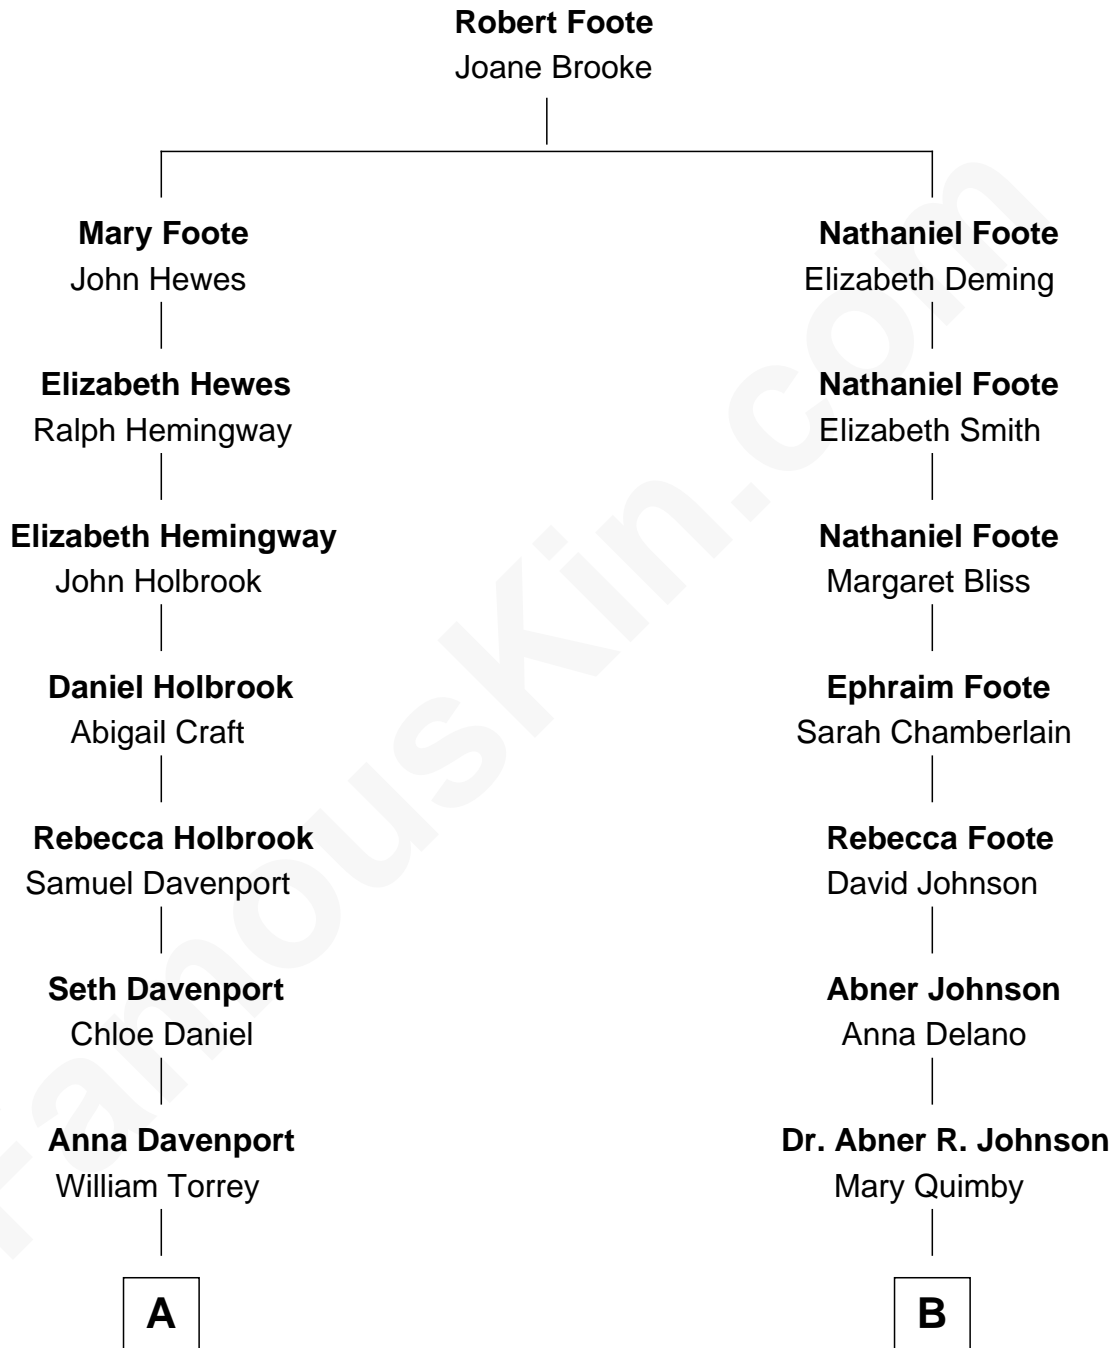 Robert Foote
Joane Brooke
Mary Foote
John Hewes
Nathaniel Foote
Elizabeth Deming
Elizabeth Hewes
Ralph Hemingway
Nathaniel Foote
Elizabeth Smith
Elizabeth Hemingway
John Holbrook
Nathaniel Foote
Margaret Bliss
Daniel Holbrook
Abigail Craft
Ephraim Foote
Sarah Chamberlain
Rebecca Holbrook
Samuel Davenport
Rebecca Foote
David Johnson
Seth Davenport
Chloe Daniel
Abner Johnson
Anna Delano
Anna Davenport
William Torrey
Dr. Abner R. Johnson
Mary Quimby
A
B
FamousKin.com